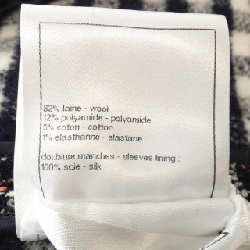 82% laine - wool
12% polyamide - polyamide
5% coton - cotton
1% elasthanne - elastane
doublure manches - sleeves lining :
100% soie - silk